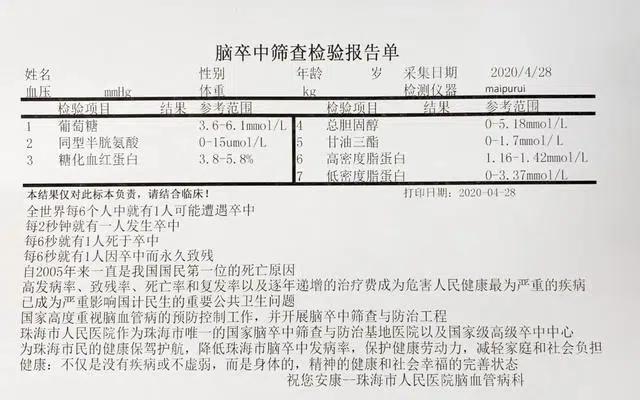 脑卒中筛查检验报告单
姓名 性别 年龄 岁 采集日期 2020/4/28
血压 mmHg 体重 kg 检测仪器 maipurui
检验项目 结果 参考范围 检验项目 结果 参考范围
1 葡萄糖 3.6-6.1mmol/L 4 总胆固醇 0-5.18mmol/L
2 同型半胱氨酸 0-15umol/L 5 甘油三酯 0-1.7mmol/L
3 糖化血红蛋白 3.8-5.8% 6 高密度脂蛋白 1.16-1.42mmol/L
7 低密度脂蛋白 0-3.37mmol/L
本结果仅对此标本负责，请结合临床！ 打印日期：2020-04-28
全世界每6个人中就有1人可能遭遇卒中
每2秒钟就有一人发生卒中
每6秒就有1人死于卒中
每6秒就有1人因卒中而永久致残
自2005年来一直是我国国民第一位的死亡原因
高发病率、致残率、死亡率和复发率以及逐年递增的治疗费成为危害人民健康最为严重的疾病
已成为严重影响国计民生的重要公共卫生问题
国家高度重视脑血管病的预防控制工作，并开展脑卒中筛查与防治工程
珠海市人民医院作为珠海市唯一的国家脑卒中筛查与防治基地医院以及国家级高级卒中中心
为珠海市民的健康保驾护航，降低珠海市脑卒中发病率，保护健康劳动力，减轻家庭和社会负担
健康：不仅是没有疾病或不虚弱，而是身体的，精神的健康和社会幸福的完善状态
祝您安康--珠海市人民医院脑血管病科